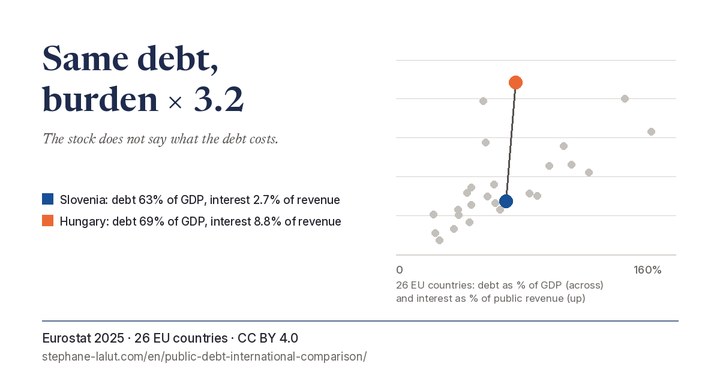 Same debt,
burden × 3.2
The stock does not say what the debt costs.
Slovenia: debt 63% of GDP, interest 2.7% of revenue
Hungary: debt 69% of GDP, interest 8.8% of revenue
0
160%
26 EU countries: debt as % of GDP (across)
and interest as % of public revenue (up)
Eurostat 2025 · 26 EU countries · CC BY 4.0
stephane-lalut.com/en/public-debt-international-comparison/